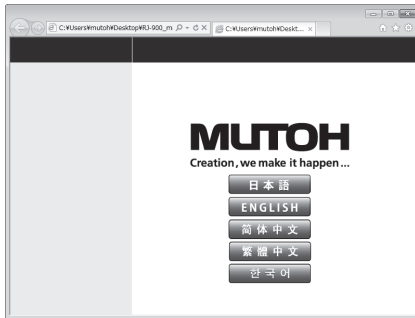 C:¥Users¥mutoh¥Desktop¥RJ-900_m
C:¥Users¥mutoh¥Deskt...
MUTOH
Creation, we make it happen...
日本語
ENGLISH
简体中文
繁體中文
한국어